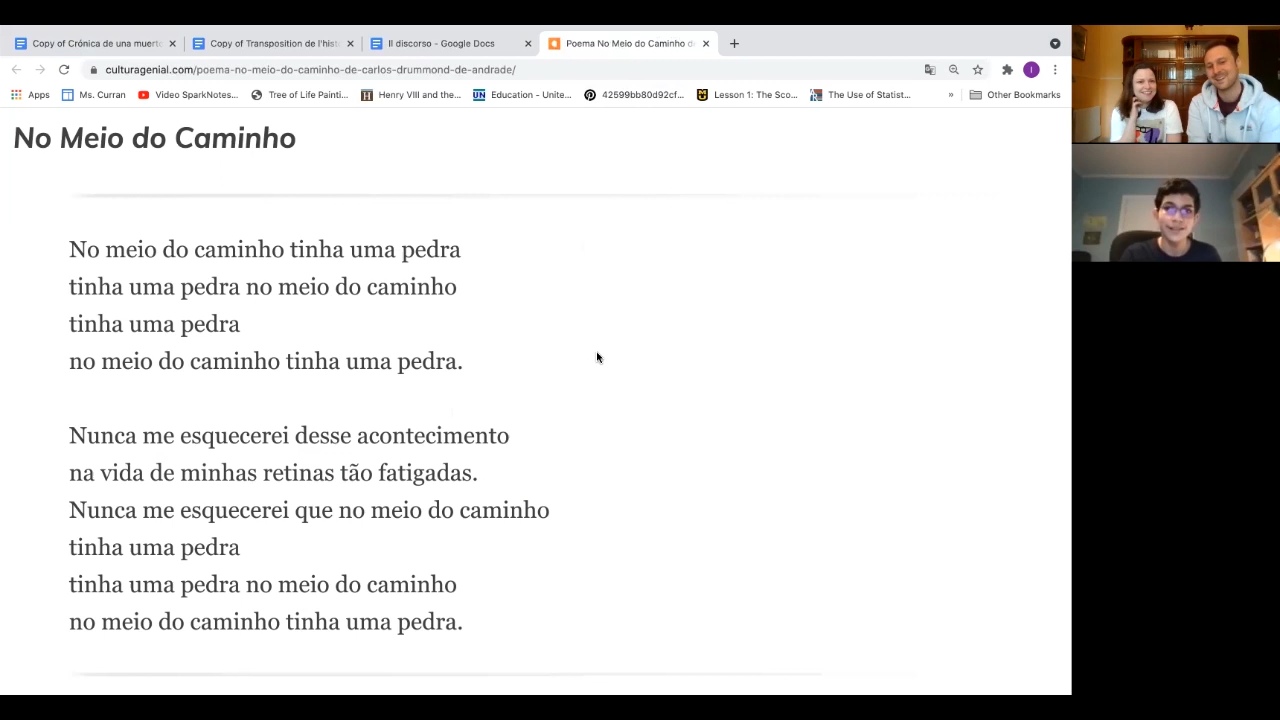 Copy of Crónica de una muert
Copy of Transposition de l'hist
Il discorso - Google Docs
Poema No Meio do Caminho d
culturagenial.com/poema-no-meio-do-caminho-de-carlos-drummond-de-andrade/
I
Apps
Ms. Curran
Video SparkNotes...
Tree of Life Painti...
Henry VIII and the...
UN
Education - Unite...
42599bb80d92cf...
Lesson 1: The Sco...
The Use of Statist...
»
Other Bookmarks
No Meio do Caminho
No meio do caminho tinha uma pedra
tinha uma pedra no meio do caminho
tinha uma pedra
no meio do caminho tinha uma pedra.
Nunca me esquecerei desse acontecimento
na vida de minhas retinas tão fatigadas.
Nunca me esquecerei que no meio do caminho
tinha uma pedra
tinha uma pedra no meio do caminho
no meio do caminho tinha uma pedra.